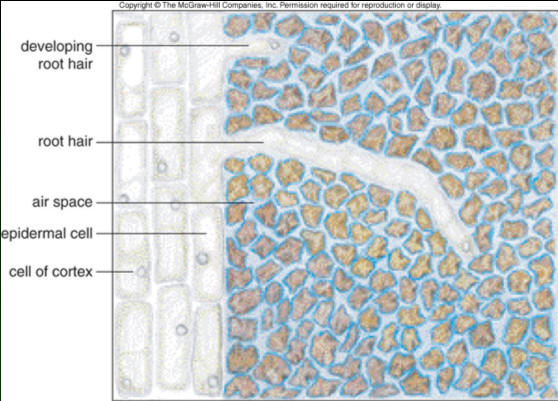 Copyright © The McGraw-Hill Companies, Inc. Permission required for reproduction or display.
developing
root hair
root hair
air space
epidermal cell
cell of cortex